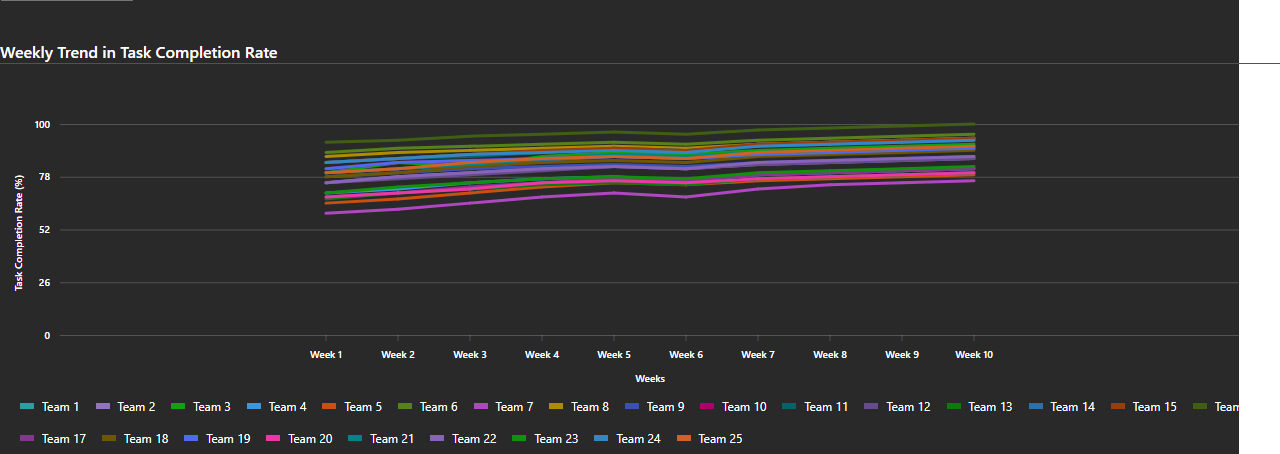 Weekly Trend in Task Completion Rate
100
78
52
26
0
Task Completion Rate (%)
Week 1 Week 2 Week 3 Week 4 Week 5 Week 6 Week 7 Week 8 Week 9 Week 10
Weeks
Team 1 Team 2 Team 3 Team 4 Team 5 Team 6 Team 7 Team 8 Team 9 Team 10 Team 11 Team 12 Team 13 Team 14 Team 15 Team
Team 17 Team 18 Team 19 Team 20 Team 21 Team 22 Team 23 Team 24 Team 25